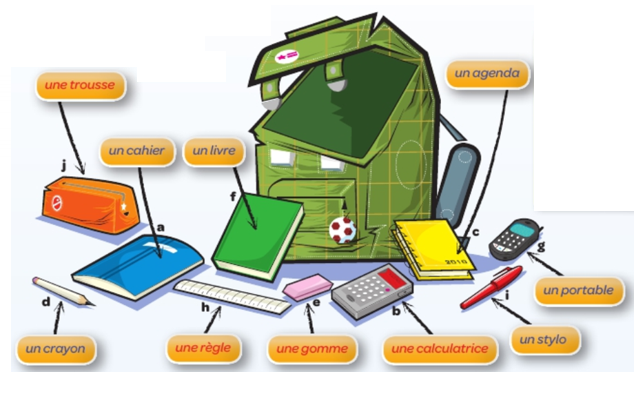 un agenda
une trousse
un cahier
un livre
j
f
a
c
2010
g
d
h
e
b
i
un portable
un crayon
une règle
une gomme
une calculatrice
un stylo